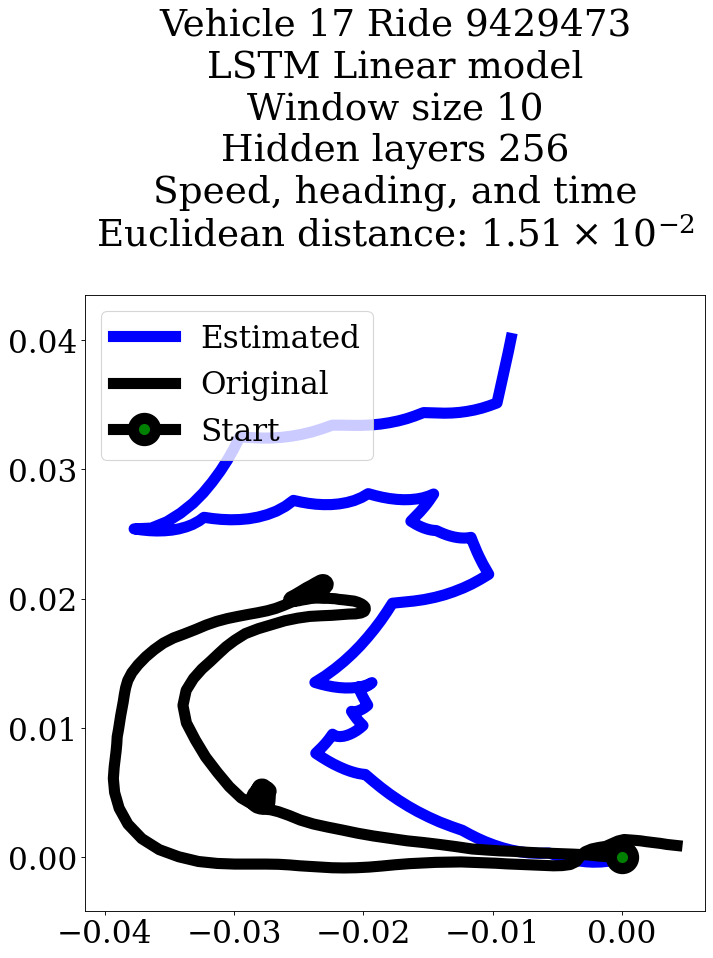 Vehicle 17 Ride 9429473
LSTM Linear model
Window size 10
Hidden layers 256
Speed, heading, and time
Euclidean distance: 1.51 × 10⁻²
Estimated
Original
Start
0.04
0.03
0.02
0.01
0.00
−0.04 −0.03 −0.02 −0.01 0.00